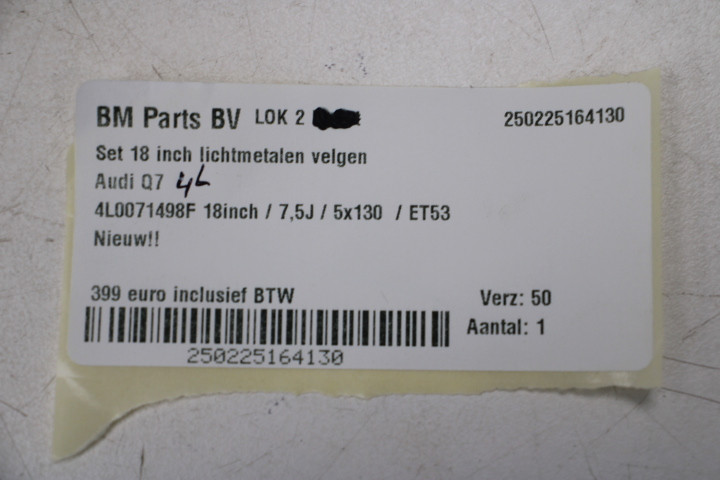 BM Parts BV LOK 2 250225164130
Set 18 inch lichtmetalen velgen
Audi Q7 4L
4L0071498F 18inch / 7,5J / 5x130 / ET53
Nieuw!!
399 euro inclusief BTW Verz: 50
Aantal: 1
250225164130